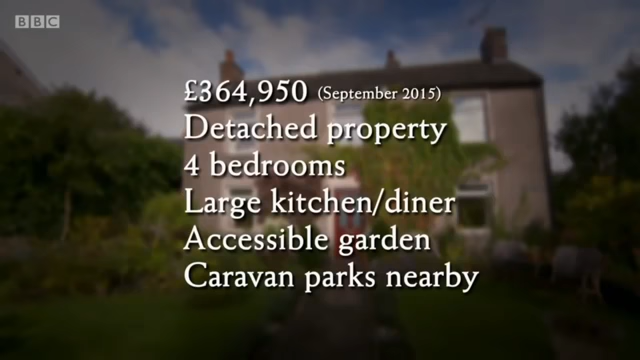 BBC
£364,950 (September 2015)
Detached property
4 bedrooms
Large kitchen/diner
Accessible garden
Caravan parks nearby